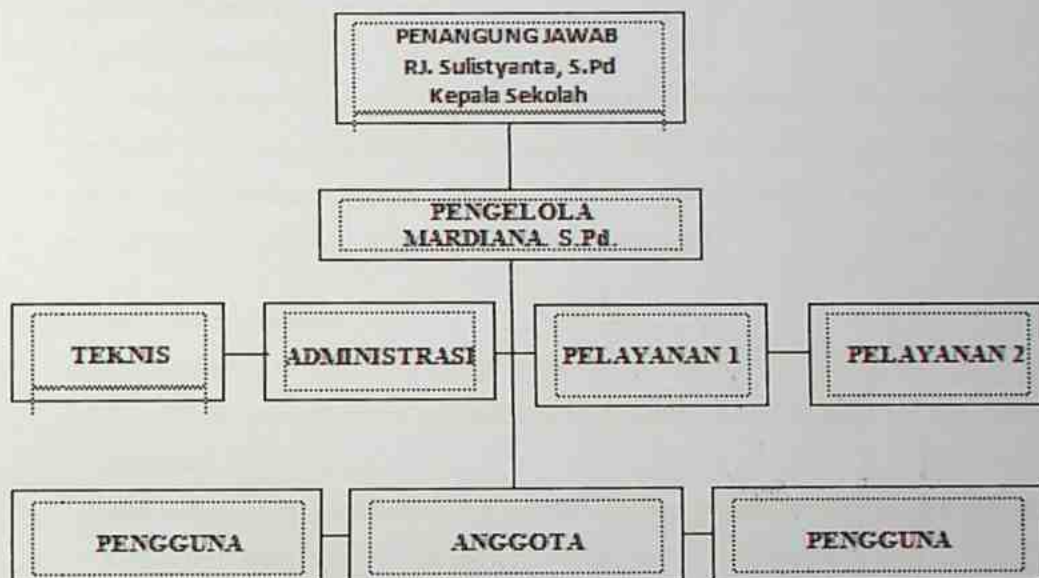 PENANGUNG JAWAB
RJ. Sulistyanta, S.Pd
Kepala Sekolah
PENGELOLA
MARDIANA. S.Pd.
TEKNIS
ADMINISTRASI
PELAYANAN 1
PELAYANAN 2
PENGGUNA
ANGGOTA
PENGGUNA